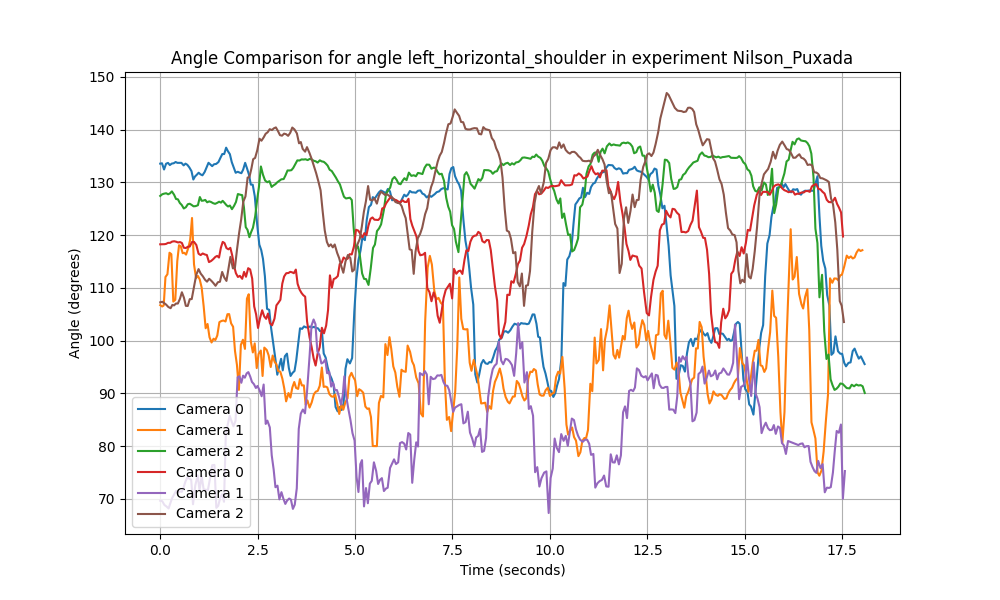 Angle Comparison for angle left_horizontal_shoulder in experiment Nilson_Puxada
150
140
130
120
110
100
90
80
70
Angle (degrees)
Camera 0
Camera 1
Camera 2
Camera 0
Camera 1
Camera 2
0.0 2.5 5.0 7.5 10.0 12.5 15.0 17.5
Time (seconds)